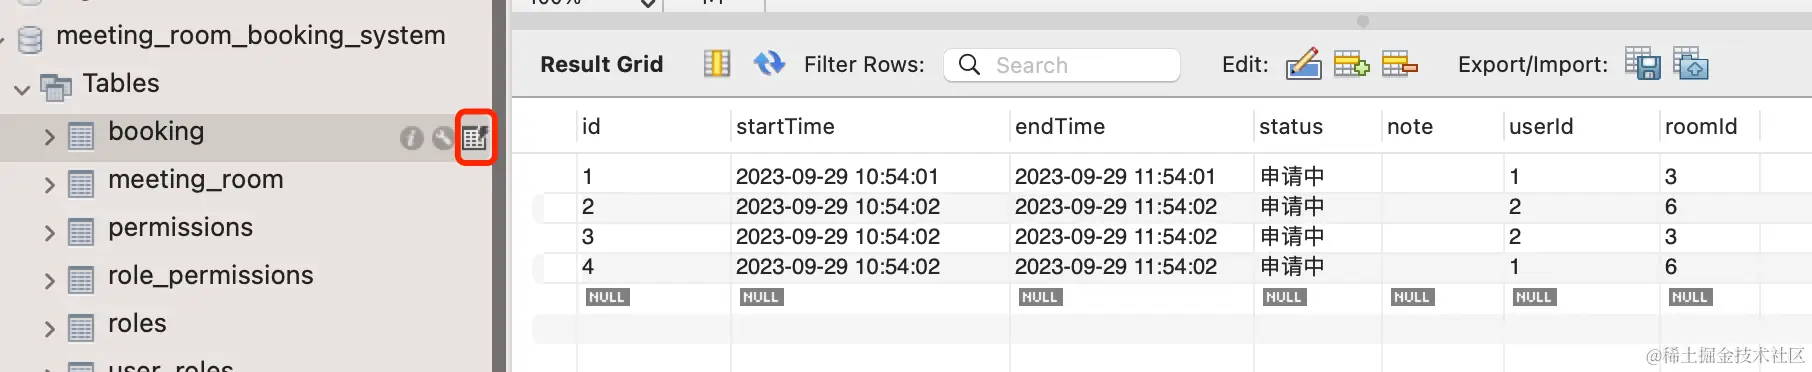 meeting_room_booking_system
Tables
booking
meeting_room
permissions
role_permissions
roles
user_roles
100%
1:1
Result Grid Filter Rows: Search Edit: Export/Import:
id startTime endTime status note userId roomId
1 2023-09-29 10:54:01 2023-09-29 11:54:01 申请中 1 3
2 2023-09-29 10:54:02 2023-09-29 11:54:02 申请中 2 6
3 2023-09-29 10:54:02 2023-09-29 11:54:02 申请中 2 3
4 2023-09-29 10:54:02 2023-09-29 11:54:02 申请中 1 6
NULL NULL NULL NULL NULL NULL NULL
@稀土掘金技术社区